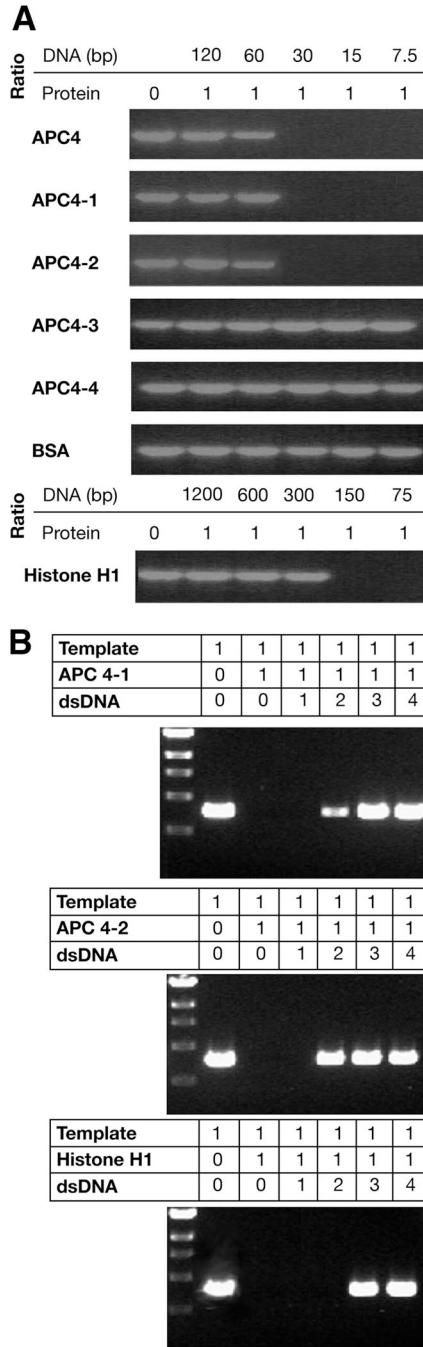 A
Ratio
DNA (bp) 120 60 30 15 7.5
Protein 0 1 1 1 1 1
APC4
APC4-1
APC4-2
APC4-3
APC4-4
BSA
Ratio
DNA (bp) 1200 600 300 150 75
Protein 0 1 1 1 1 1
Histone H1
B
Template 1 1 1 1 1 1
APC 4-1 0 1 1 1 1 1
dsDNA 0 0 1 2 3 4
Template 1 1 1 1 1 1
APC 4-2 0 1 1 1 1 1
dsDNA 0 0 1 2 3 4
Template 1 1 1 1 1 1
Histone H1 0 1 1 1 1 1
dsDNA 0 0 1 2 3 4